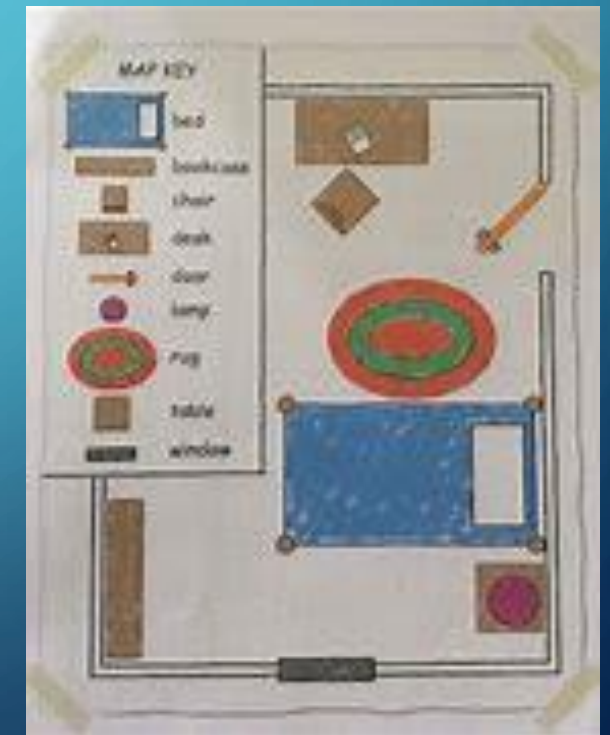 MAP KEY
bed
bookcase
chair
desk
door
lamp
rug
table
window